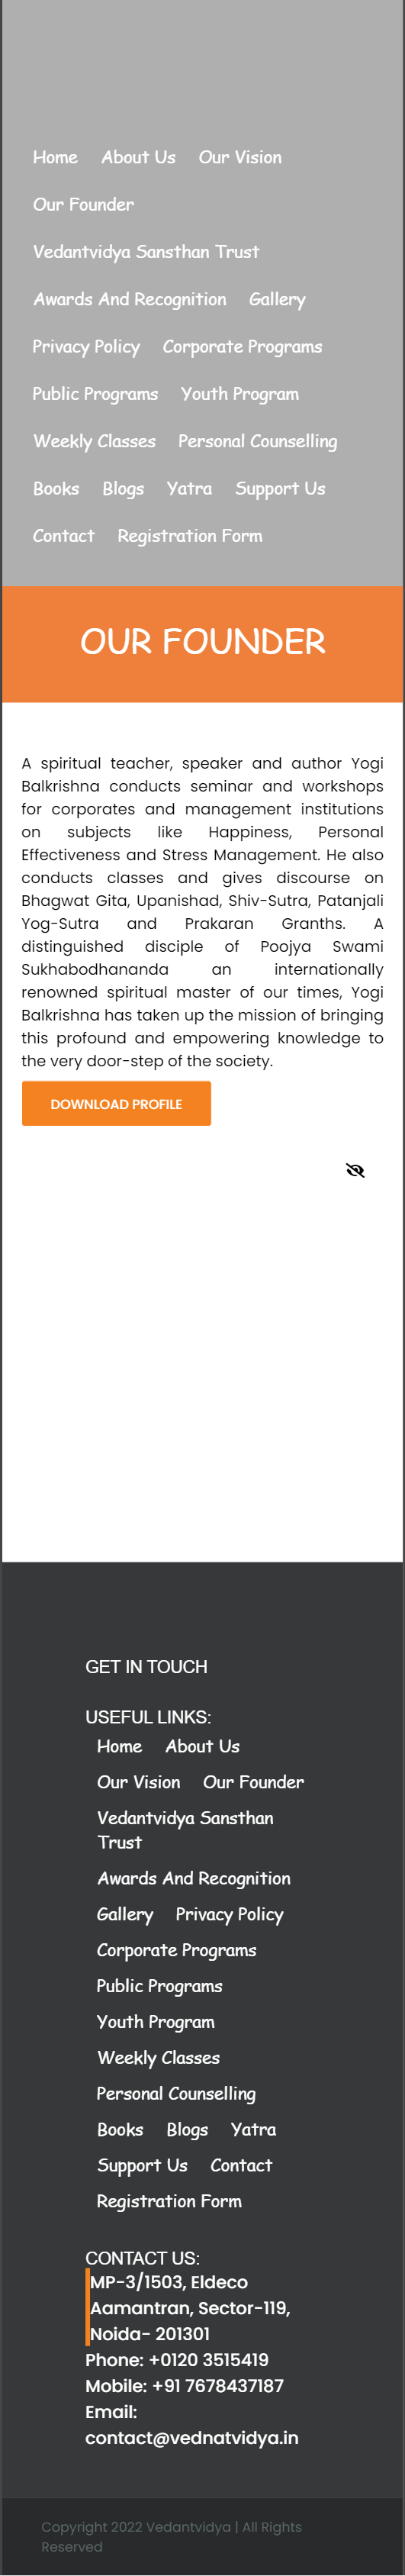 Home About Us Our Vision
Our Founder
Vedantvidya Sansthan Trust
Awards And Recognition Gallery
Privacy Policy Corporate Programs
Public Programs Youth Program
Weekly Classes Personal Counselling
Books Blogs Yatra Support Us
Contact Registration Form
OUR FOUNDER
A spiritual teacher, speaker and author Yogi
Balkrishna conducts seminar and workshops
for corporates and management institutions
on subjects like Happiness, Personal
Effectiveness and Stress Management. He also
conducts classes and gives discourse on
Bhagwat Gita, Upanishad, Shiv-Sutra, Patanjali
Yog-Sutra and Prakaran Granths. A
distinguished disciple of Poojya Swami
Sukhabodhananda an internationally
renowned spiritual master of our times, Yogi
Balkrishna has taken up the mission of bringing
this profound and empowering knowledge to
the very door-step of the society.
DOWNLOAD PROFILE
GET IN TOUCH
USEFUL LINKS:
Home About Us
Our Vision Our Founder
Vedantvidya Sansthan
Trust
Awards And Recognition
Gallery Privacy Policy
Corporate Programs
Public Programs
Youth Program
Weekly Classes
Personal Counselling
Books Blogs Yatra
Support Us Contact
Registration Form
CONTACT US:
MP-3/1503, Eldeco
Aamantran, Sector-119,
Noida- 201301
Phone: +0120 3515419
Mobile: +91 7678437187
Email:
contact@vednatvidya.in
Copyright 2022 Vedantvidya | All Rights
Reserved